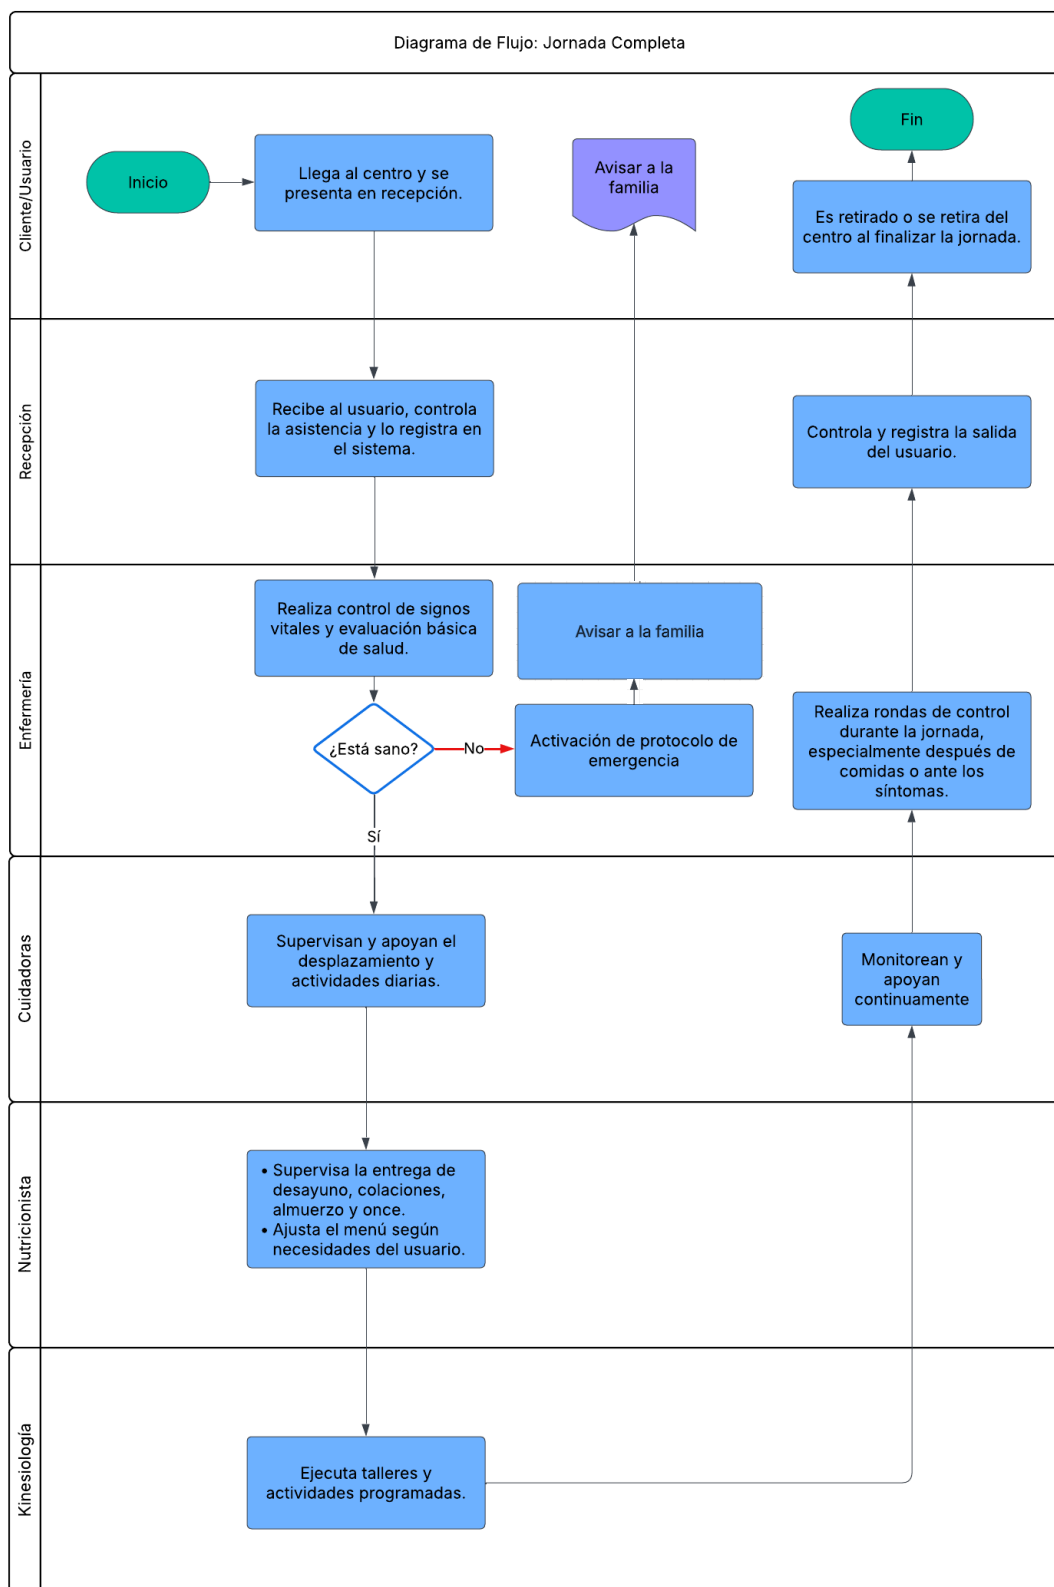 Diagrama de Flujo: Jornada Completa
Cliente/Usuario
Inicio
Llega al centro y se
presenta en recepción.
Avisar a la
familia
Fin
Es retirado o se retira del
centro al finalizar la jornada.
Recepción
Recibe al usuario, controla
la asistencia y lo registra en
el sistema.
Controla y registra la salida
del usuario.
Enfermería
Realiza control de signos
vitales y evaluación básica
de salud.
Avisar a la familia
¿Está sano?
No
Activación de protocolo de
emergencia
Realiza rondas de control
durante la jornada,
especialmente después de
comidas o ante los
síntomas.
Sí
Cuidadoras
Supervisan y apoyan el
desplazamiento y
actividades diarias.
Monitorean y
apoyan
continuamente
Nutricionista
• Supervisa la entrega de
desayuno, colaciones,
almuerzo y once.
• Ajusta el menú según
necesidades del usuario.
Kinesiología
Ejecuta talleres y
actividades programadas.